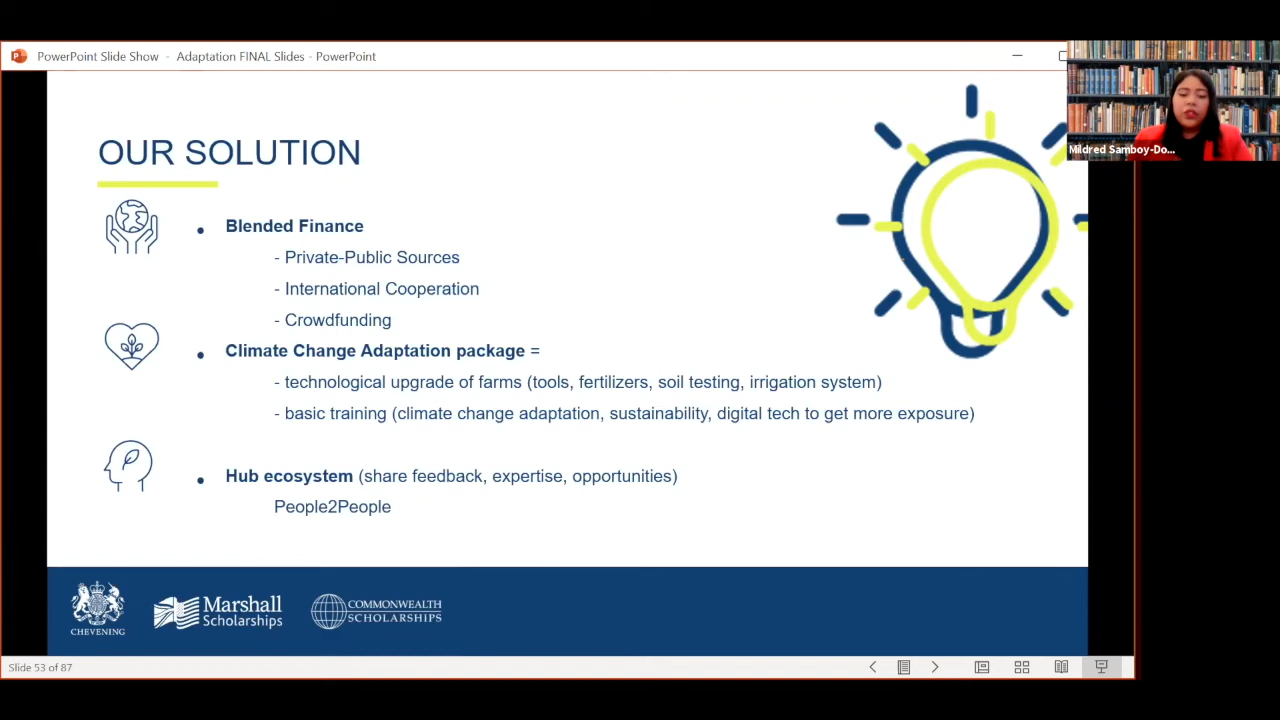 PowerPoint Slide Show - Adaptation FINAL Slides - PowerPoint
Mildred Samboy-Do...
OUR SOLUTION
• Blended Finance
- Private-Public Sources
- International Cooperation
- Crowdfunding
• Climate Change Adaptation package =
- technological upgrade of farms (tools, fertilizers, soil testing, irrigation system)
- basic training (climate change adaptation, sustainability, digital tech to get more exposure)
• Hub ecosystem (share feedback, expertise, opportunities)
People2People
CHEVENING
Marshall
Scholarships
COMMONWEALTH
SCHOLARSHIPS
Slide 53 of 87